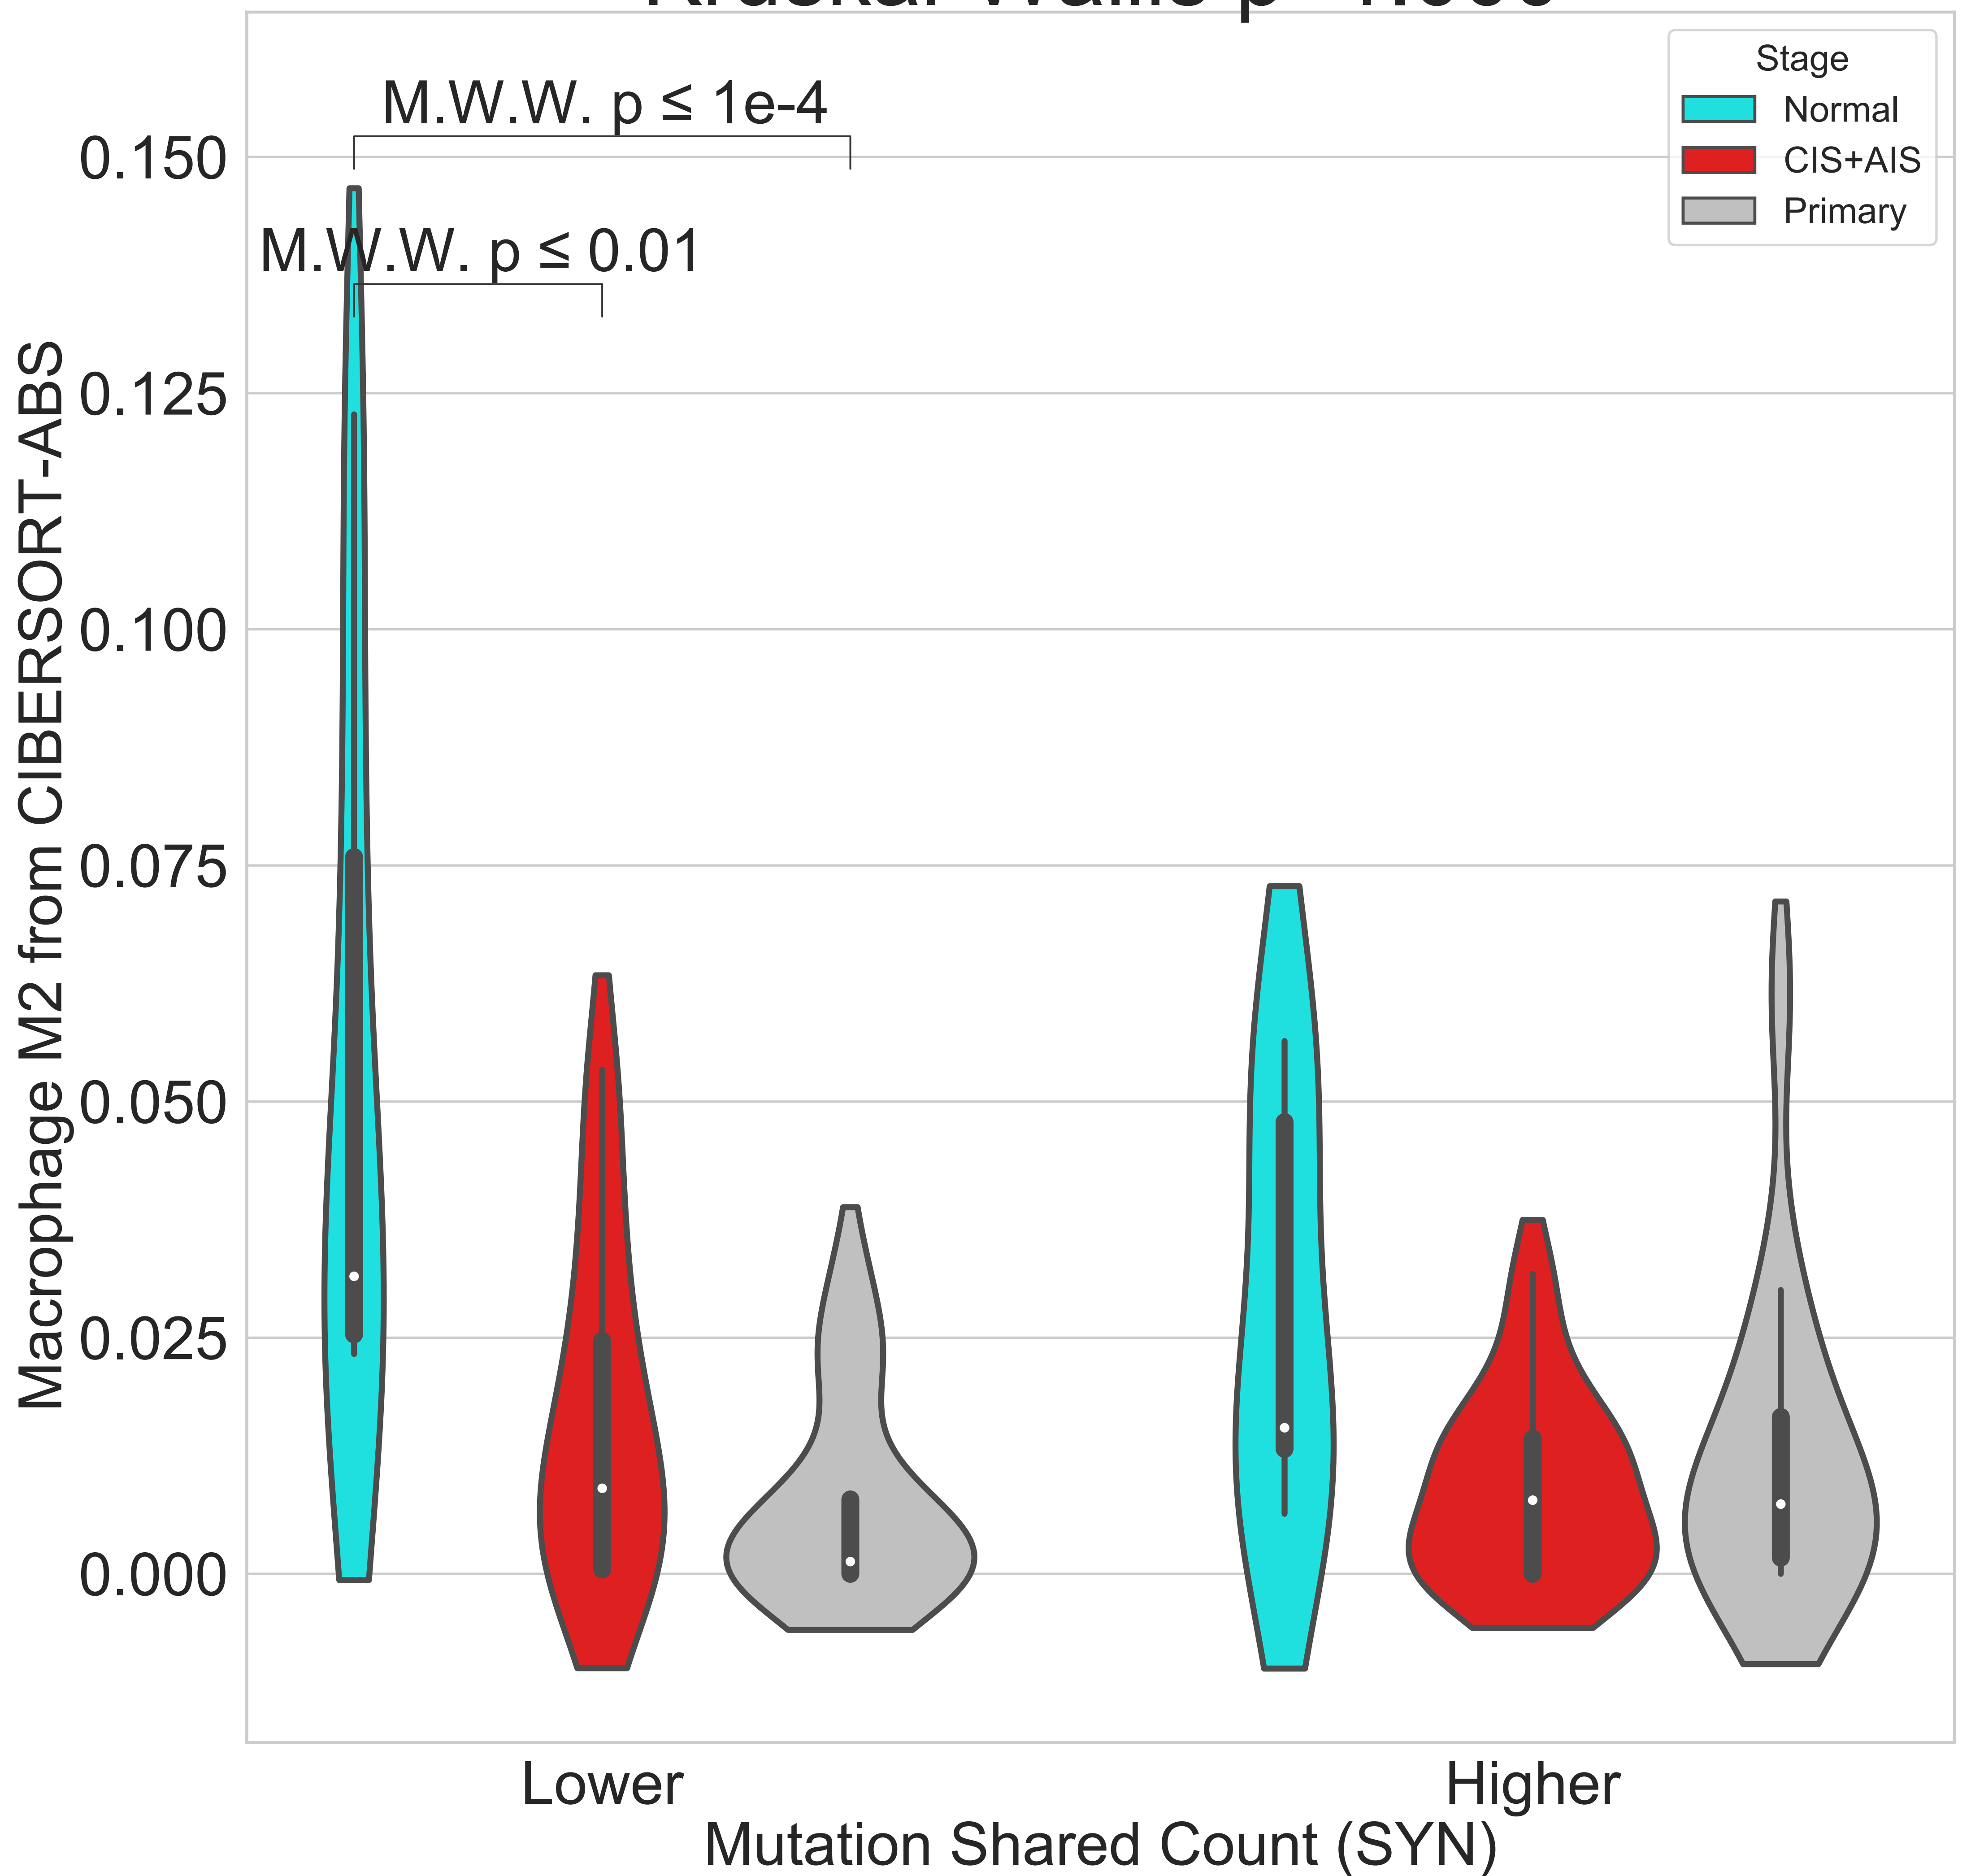 M.W.W. p ≤ 1e-4
M.W.W. p ≤ 0.01
Stage
Normal
CIS+AIS
Primary
0.150
0.125
0.100
0.075
0.050
0.025
0.000
Macrophage M2 from CIBERSORT-ABS
Lower
Higher
Mutation Shared Count (SYN)